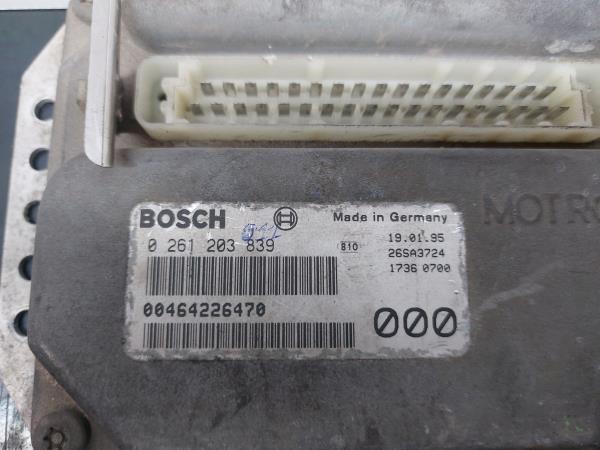 BOSCH
Made in Germany
0 261 203 839
810
19.01.95
26SA3724
1736 0700
00464226470
000
MOTRO